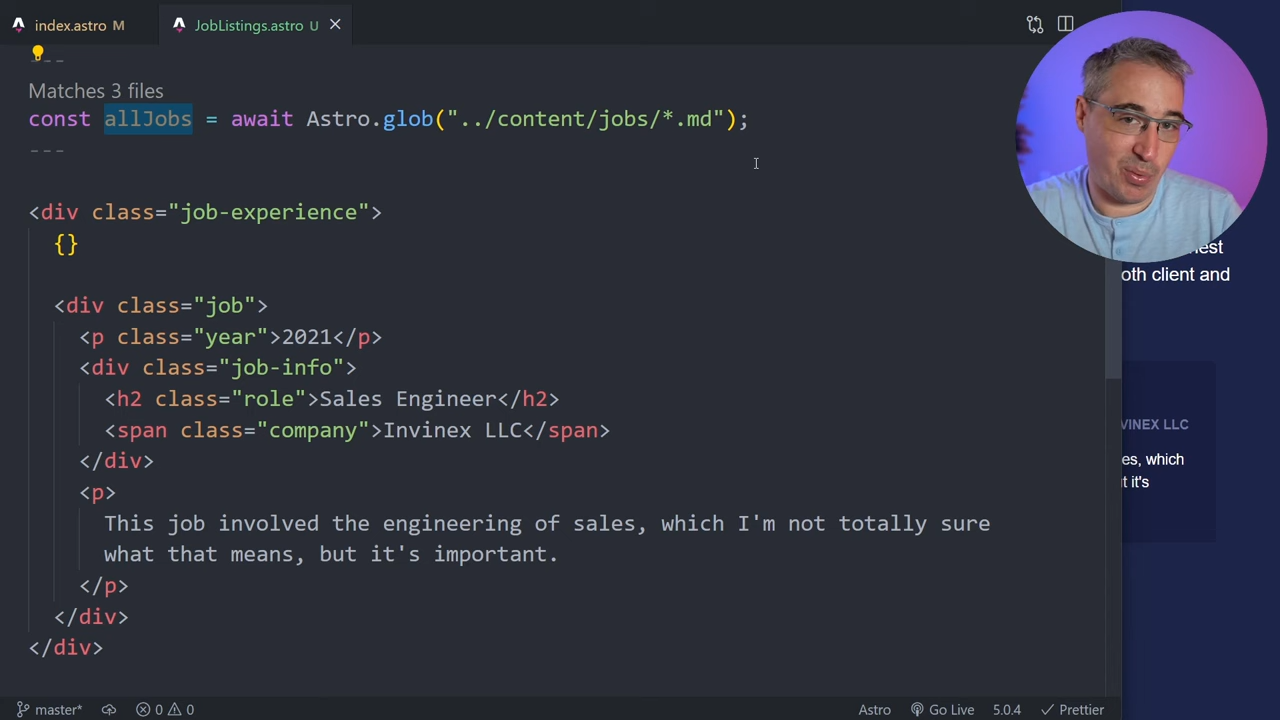 index.astro M
JobListings.astro U
---
Matches 3 files
const allJobs = await Astro.glob("../content/jobs/*.md");
---
<div class="job-experience">
{}
<div class="job">
<p class="year">2021</p>
<div class="job-info">
<h2 class="role">Sales Engineer</h2>
<span class="company">Invinex LLC</span>
</div>
<p>
This job involved the engineering of sales, which I'm not totally sure
what that means, but it's important.
</p>
</div>
</div>
oth client and
VINEX LLC
es, which
t it's
master* 0 0 Astro Go Live 5.0.4 Prettier